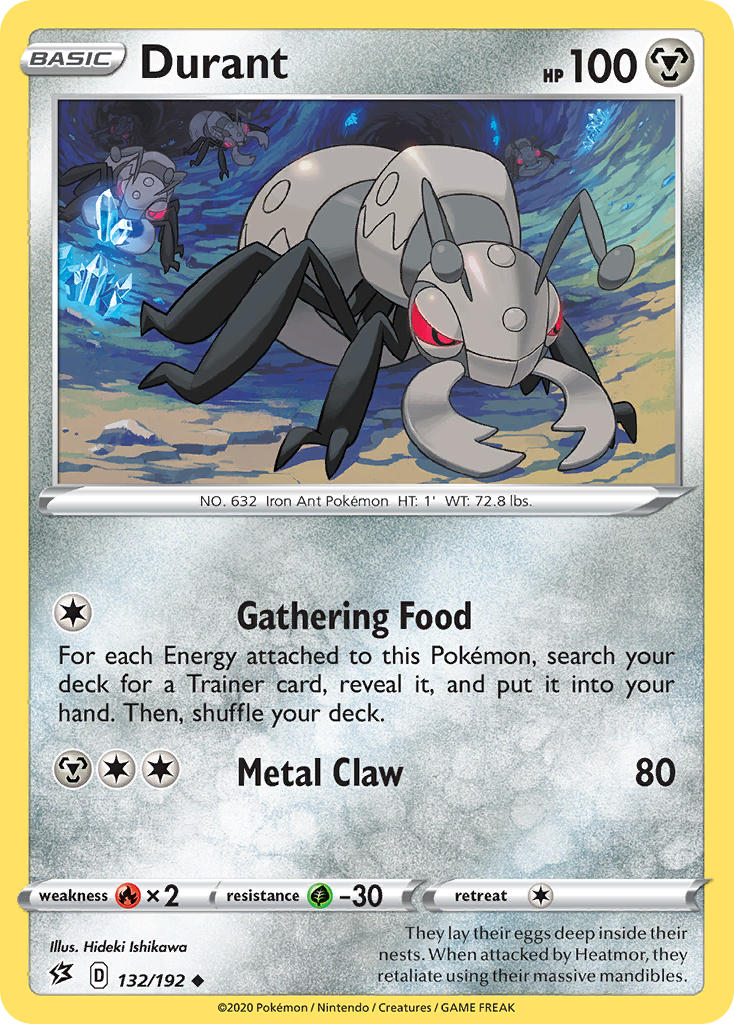 BASIC Durant HP 100
NO. 632 Iron Ant Pokémon HT: 1' WT: 72.8 lbs.
Gathering Food
For each Energy attached to this Pokémon, search your
deck for a Trainer card, reveal it, and put it into your
hand. Then, shuffle your deck.
Metal Claw 80
weakness ×2 resistance -30 retreat
Illus. Hideki Ishikawa
They lay their eggs deep inside their
nests. When attacked by Heatmor, they
retaliate using their massive mandibles.
D 132/192
©2020 Pokémon / Nintendo / Creatures / GAME FREAK